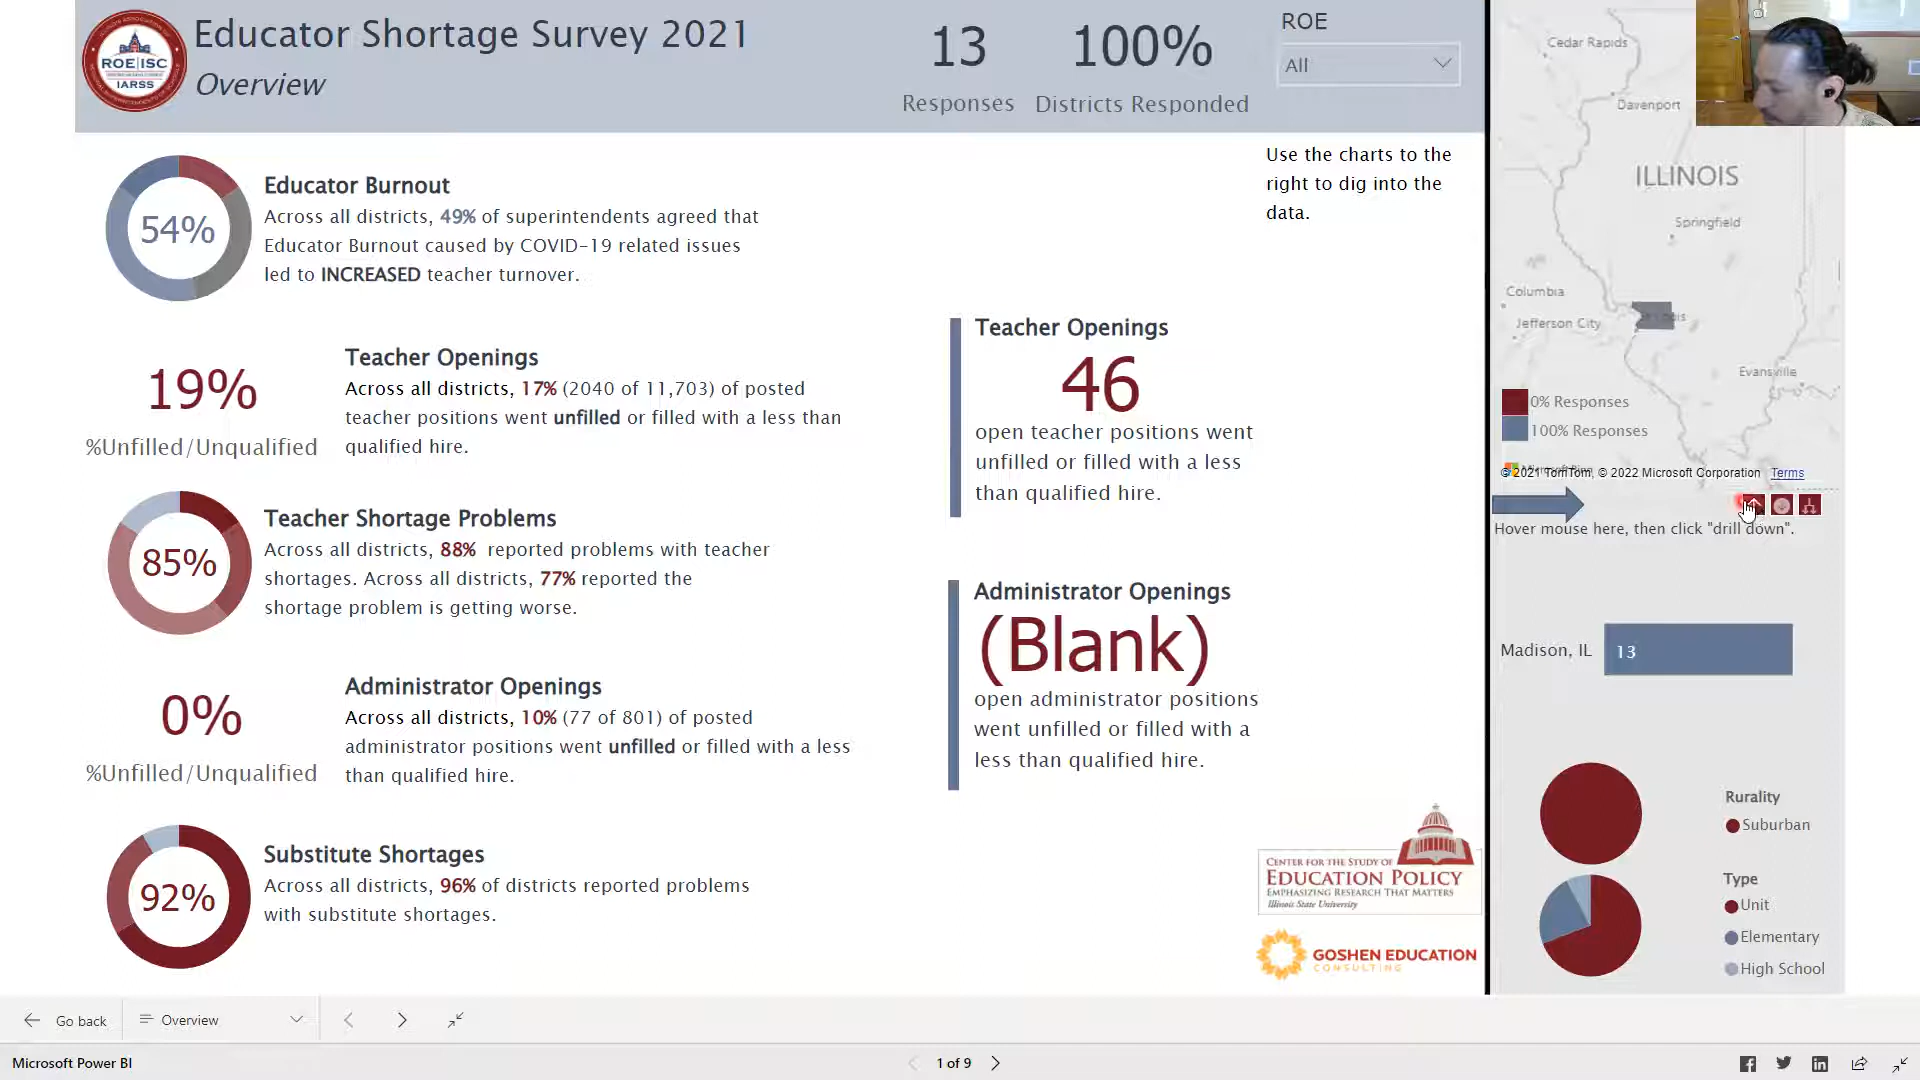 Educator Shortage Survey 2021
Overview
ROE|ISC
IARSS
13
Responses
100%
Districts Responded
ROE
All
54%
Educator Burnout
Across all districts, 49% of superintendents agreed that
Educator Burnout caused by COVID-19 related issues
led to INCREASED teacher turnover.
Use the charts to the
right to dig into the
data.
19%
%Unfilled/Unqualified
Teacher Openings
Across all districts, 17% (2040 of 11,703) of posted
teacher positions went unfilled or filled with a less than
qualified hire.
Teacher Openings
46
open teacher positions went
unfilled or filled with a less
than qualified hire.
85%
Teacher Shortage Problems
Across all districts, 88% reported problems with teacher
shortages. Across all districts, 77% reported the
shortage problem is getting worse.
Administrator Openings
(Blank)
open administrator positions
went unfilled or filled with a
less than qualified hire.
0%
%Unfilled/Unqualified
Administrator Openings
Across all districts, 10% (77 of 801) of posted
administrator positions went unfilled or filled with a less
than qualified hire.
92%
Substitute Shortages
Across all districts, 96% of districts reported problems
with substitute shortages.
CENTER FOR THE STUDY OF
EDUCATION POLICY
EMPHASIZING RESEARCH THAT MATTERS
Illinois State University
GOSHEN EDUCATION
CONSULTING
Cedar Rapids
Davenport
ILLINOIS
Springfield
Columbia
Jefferson City
Evansville
0% Responses
100% Responses
© 2021 TomTom, © 2022 Microsoft Corporation Terms
Hover mouse here, then click "drill down".
Madison, IL 13
Rurality
Suburban
Type
Unit
Elementary
High School
Go back
Overview
Microsoft Power BI
1 of 9